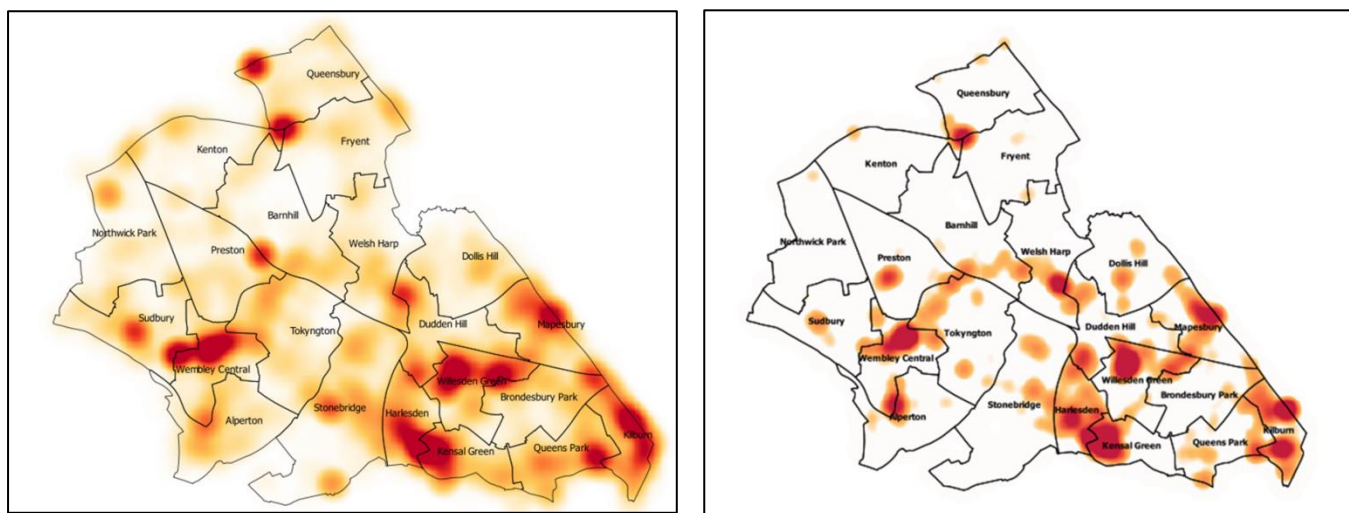 Queensbury
Kenton
Fryent
Barnhill
Northwick Park
Preston
Welsh Harp
Dollis Hill
Sudbury
Tokyngton
Dudden Hill
Mapesbury
Wembley Central
Willesden Green
Brondesbury Park
Alperton
Stonebridge
Harlesden
Kilburn
Kensal Green
Queens Park
Queensbury
Kenton
Fryent
Barnhill
Northwick Park
Preston
Welsh Harp
Dollis Hill
Sudbury
Tokyngton
Dudden Hill
Mapesbury
Wembley Central
Willesden Green
Brondesbury Park
Alperton
Stonebridge
Harlesden
Kilburn
Kensal Green
Queens Park